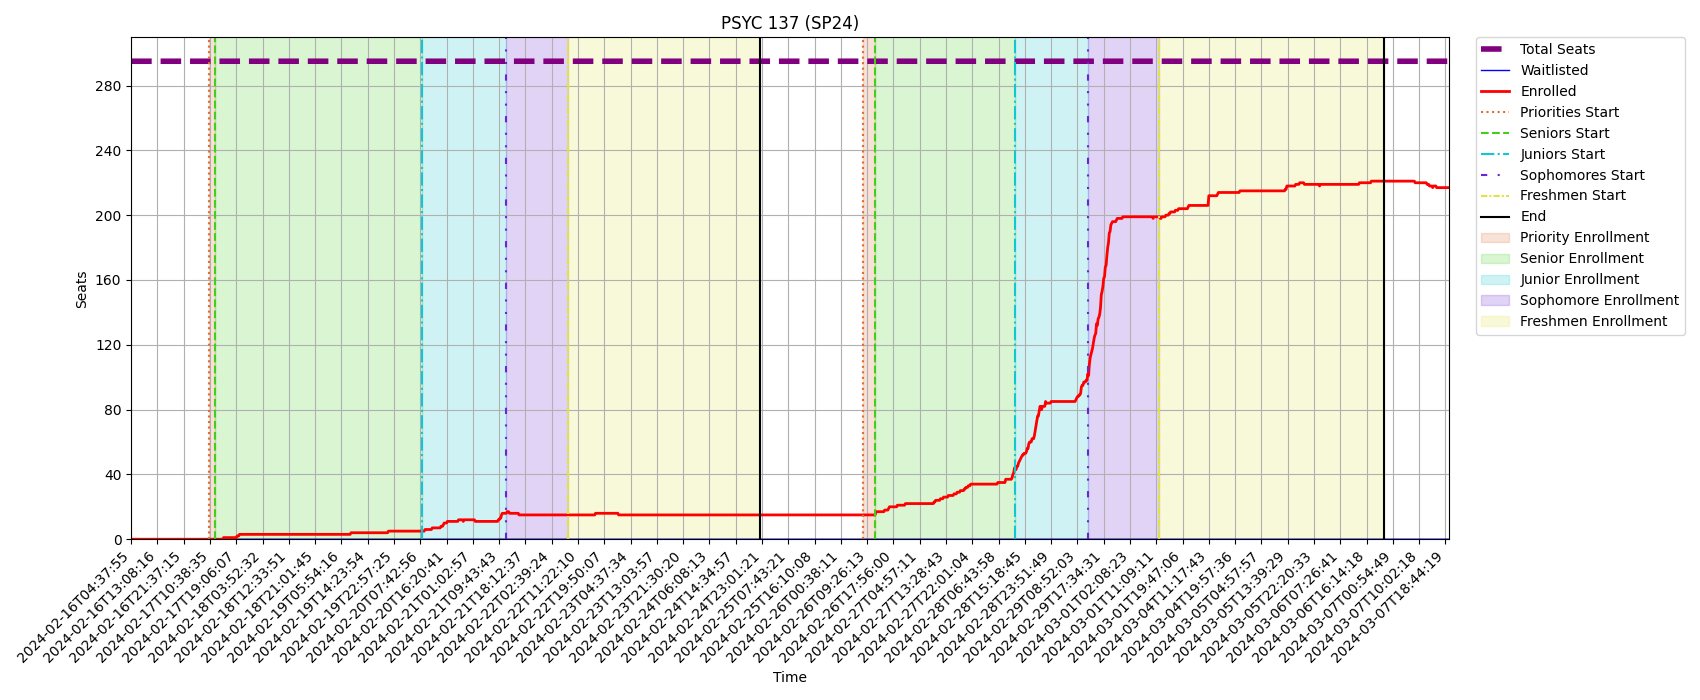 PSYC 137 (SP24)
Total Seats
Waitlisted
Enrolled
Priorities Start
Seniors Start
Juniors Start
Sophomores Start
Freshmen Start
End
Priority Enrollment
Senior Enrollment
Junior Enrollment
Sophomore Enrollment
Freshmen Enrollment
Seats
280
240
200
160
120
80
40
0
2024-02-16T04:37:55
2024-02-16T13:08:16
2024-02-16T21:37:15
2024-02-17T10:38:35
2024-02-17T19:06:07
2024-02-18T03:52:32
2024-02-18T12:33:51
2024-02-18T21:01:45
2024-02-19T05:54:16
2024-02-19T14:23:54
2024-02-19T22:57:25
2024-02-20T07:42:56
2024-02-20T16:20:41
2024-02-21T01:02:57
2024-02-21T09:43:43
2024-02-21T18:12:37
2024-02-22T02:39:24
2024-02-22T11:22:10
2024-02-22T19:50:07
2024-02-23T04:37:34
2024-02-23T13:03:57
2024-02-23T21:30:20
2024-02-24T06:08:13
2024-02-24T14:34:57
2024-02-24T23:01:21
2024-02-25T07:43:21
2024-02-25T16:10:08
2024-02-26T00:38:11
2024-02-26T09:26:13
2024-02-26T17:56:00
2024-02-27T04:57:11
2024-02-27T13:28:43
2024-02-27T22:01:04
2024-02-28T06:43:58
2024-02-28T15:18:45
2024-02-28T23:51:49
2024-02-29T08:52:03
2024-02-29T17:34:31
2024-03-01T02:08:23
2024-03-01T11:09:11
2024-03-01T19:47:06
2024-03-04T11:17:43
2024-03-04T19:57:36
2024-03-05T04:57:57
2024-03-05T13:39:29
2024-03-05T22:20:33
2024-03-06T07:26:41
2024-03-06T16:14:18
2024-03-07T00:54:49
2024-03-07T10:02:18
2024-03-07T18:44:19
Time